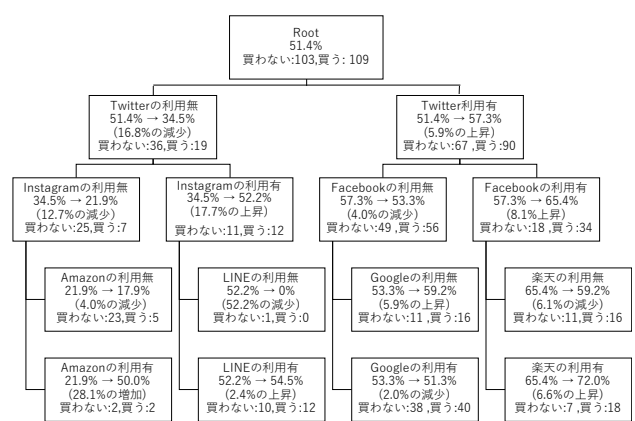 Root
51.4%
買わない:103,買う: 109
Twitterの利用無
51.4% → 34.5%
(16.8%の減少)
買わない:36,買う:19
Twitter利用有
51.4% → 57.3%
(5.9%の上昇)
買わない:67 ,買う:90
Instagramの利用無
34.5% → 21.9%
(12.7%の減少)
買わない:25,買う:7
Instagramの利用有
34.5% → 52.2%
(17.7%の上昇)
買わない:11,買う:12
Facebookの利用無
57.3% → 53.3%
(4.0%の減少)
買わない:49 ,買う:56
Facebookの利用有
57.3% → 65.4%
(8.1%上昇)
買わない:18 ,買う:34
Amazonの利用無
21.9% → 17.9%
(4.0%の減少)
買わない:23,買う:5
LINEの利用無
52.2% → 0%
(52.2%の減少)
買わない:1,買う:0
Googleの利用無
53.3% → 59.2%
(5.9%の上昇)
買わない:11 ,買う:16
楽天の利用無
65.4% → 59.2%
(6.1%の減少)
買わない:11,買う:16
Amazonの利用有
21.9% → 50.0%
(28.1%の増加)
買わない:2,買う:2
LINEの利用有
52.2% → 54.5%
(2.4%の上昇)
買わない:10,買う:12
Googleの利用有
53.3% → 51.3%
(2.0%の減少)
買わない:38 ,買う:40
楽天の利用有
65.4% → 72.0%
(6.6%の上昇)
買わない:7 ,買う:18